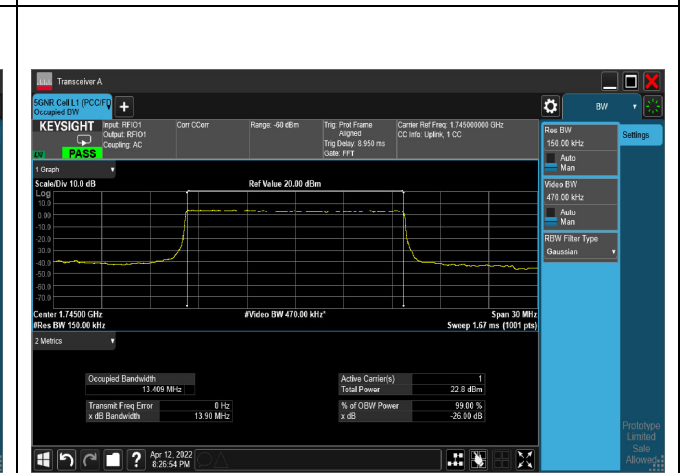 Transceiver A
5GNR Cell L1 (PCC/FD
Occupied BW
BW
KEYSIGHT
Input: RFIO1
Output: RFIO1
Coupling: AC
Corr CCorr
Range: -60 dBm
Trig: Prot Frame
Aligned
Trig Delay: 8.950 ms
Gate: FFT
Carrier Ref Freq: 1.745000000 GHz
CC Info: Uplink, 1 CC
PASS
Res BW
150.00 kHz
Auto
Man
Settings
Video BW
470.00 kHz
Auto
Man
RBW Filter Type
Gaussian
1 Graph
Scale/Div 10.0 dB
Ref Value 20.00 dBm
Log
10.0
0.00
-10.0
-20.0
-30.0
-40.0
-50.0
-60.0
-70.0
Center 1.74500 GHz
#Video BW 470.00 kHz*
Span 30 MHz
#Res BW 150.00 kHz
Sweep 1.67 ms (1001 pts)
2 Metrics
Occupied Bandwidth
13.409 MHz
Active Carrier(s) 1
Total Power 22.8 dBm
Transmit Freq Error 0 Hz
x dB Bandwidth 13.90 MHz
% of OBW Power 99.00 %
x dB -26.00 dB
Prototype
Limited
Sale
Allowed
Apr 12, 2022
8:26:54 PM